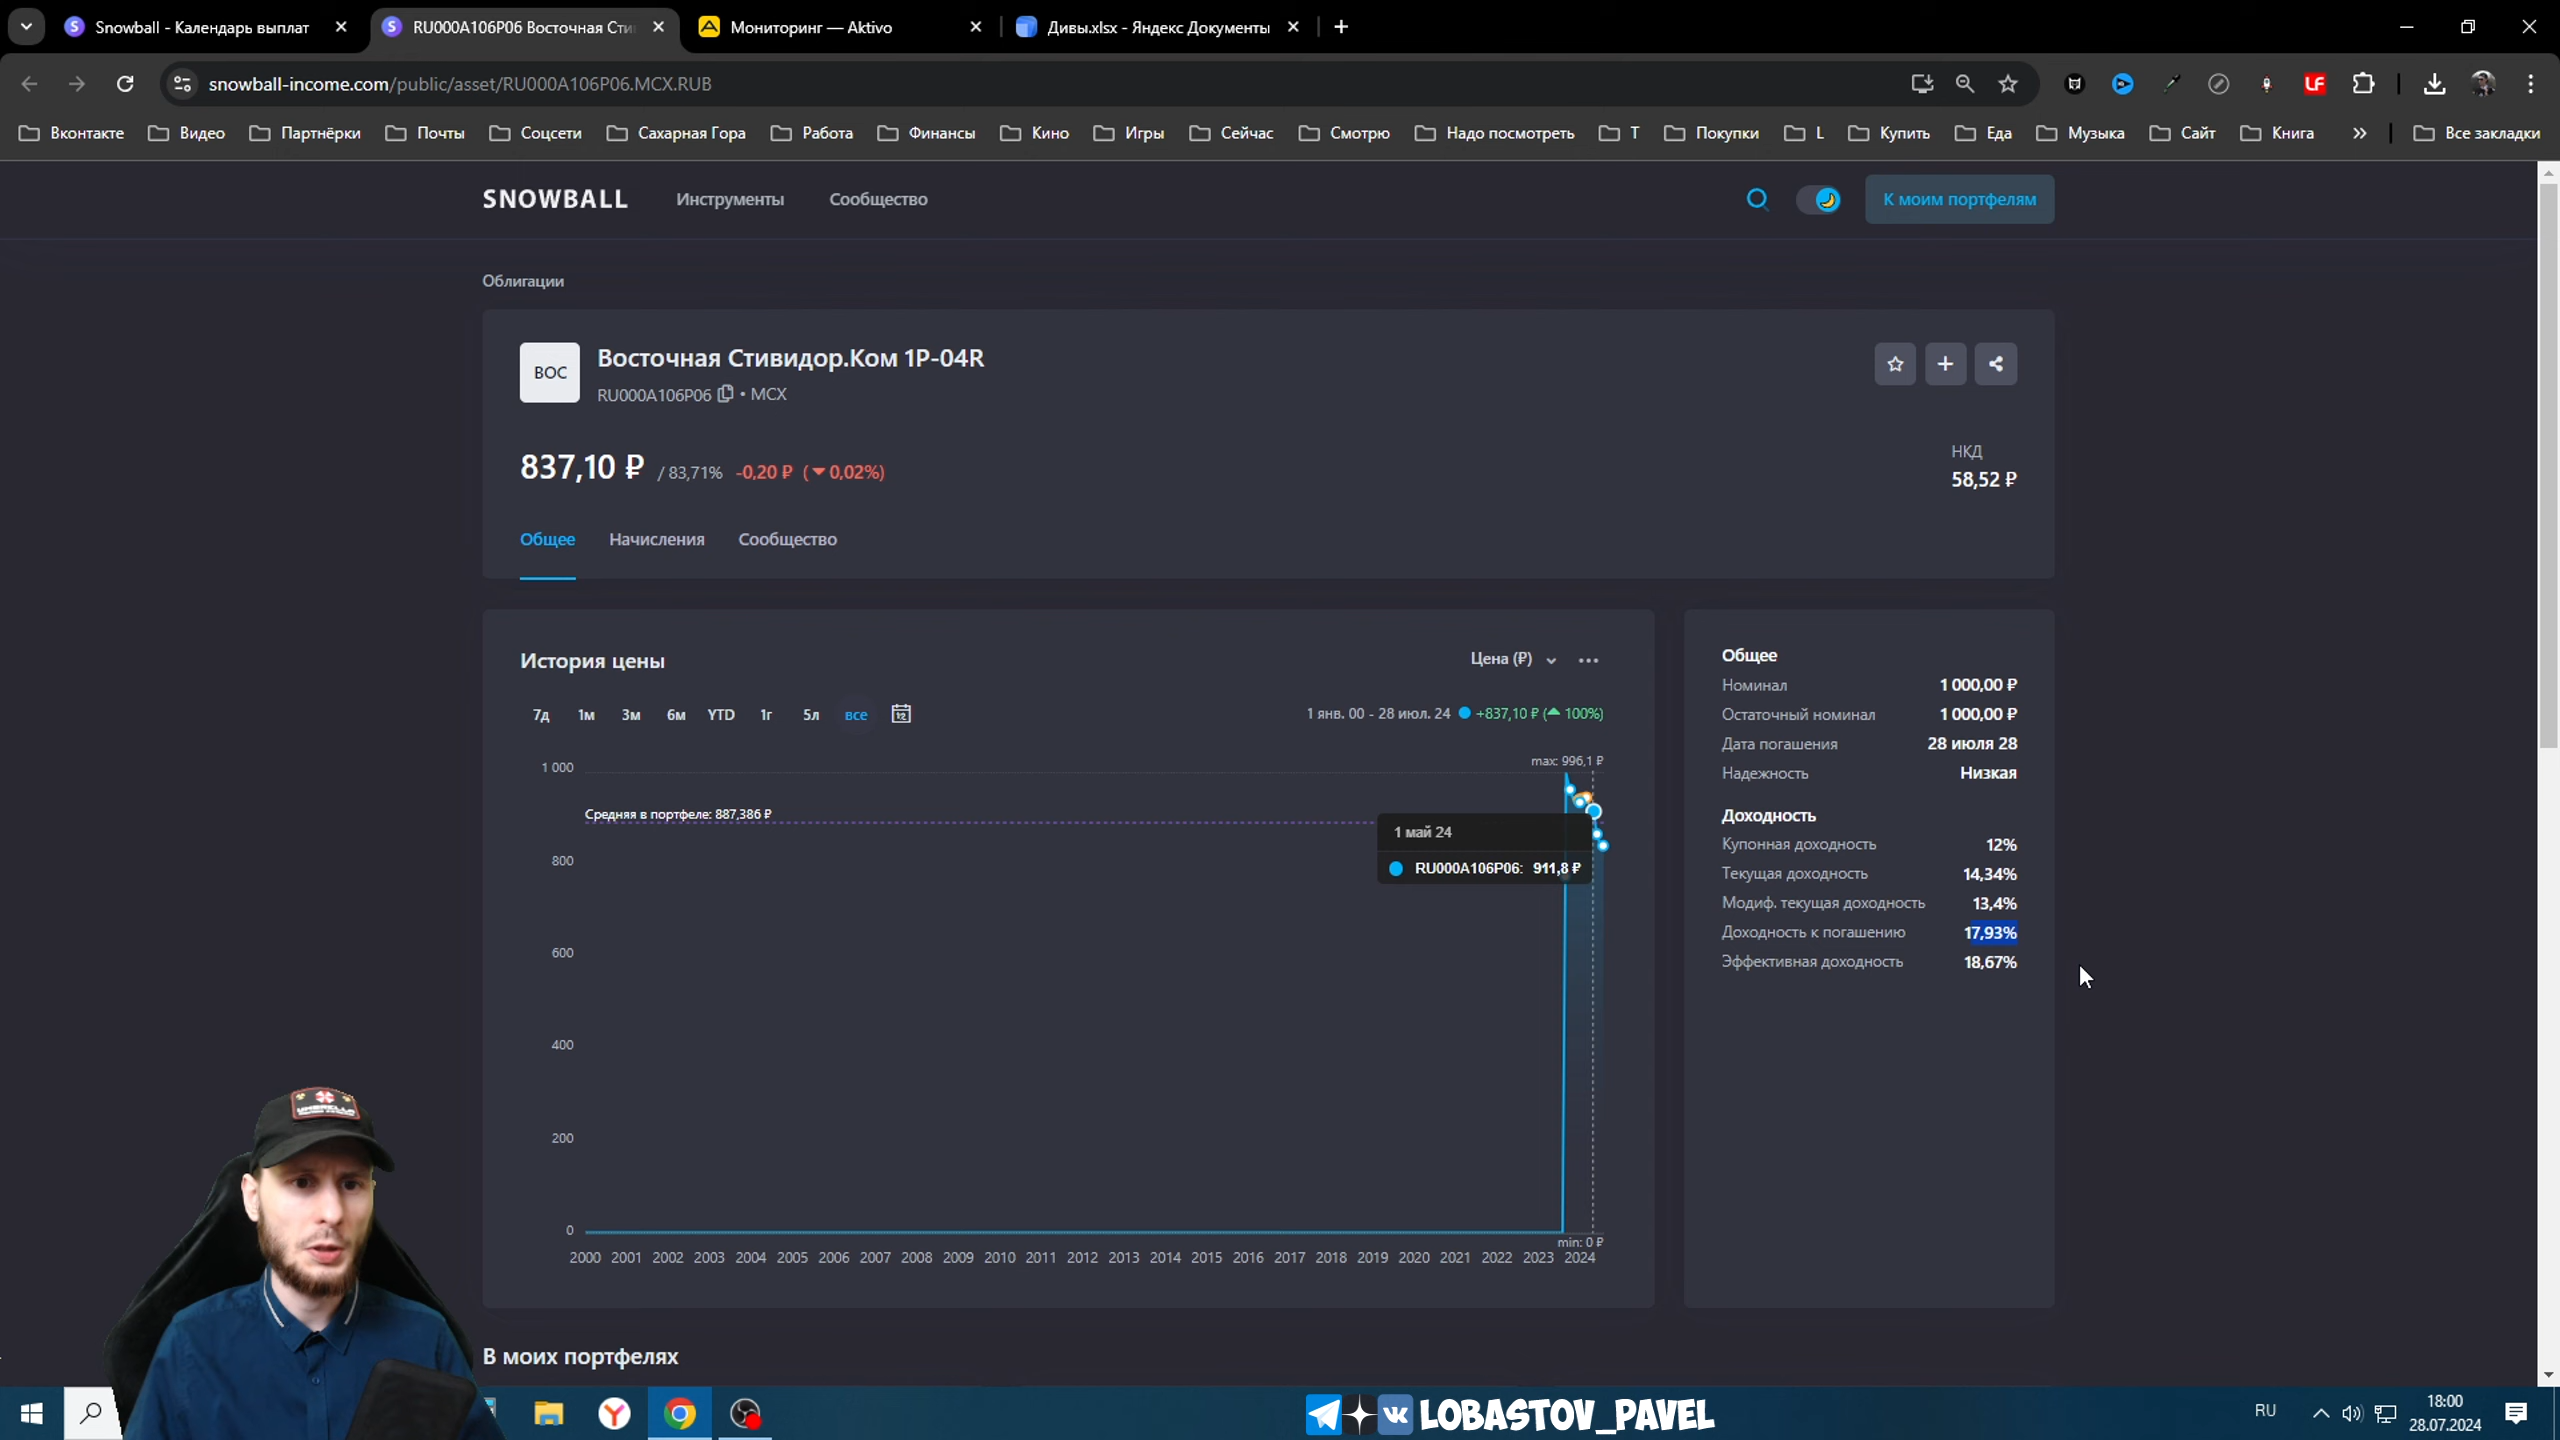 Snowball - Календарь выплат
RU000A106P06 Восточная Сти
Мониторинг — Aktivo
Дивы.xlsx - Яндекс Документы
snowball-income.com/public/asset/RU000A106P06.MCX.RUB
Вконтакте Видео Партнёрки Почты Соцсети Сахарная Гора Работа Финансы Кино Игры Сейчас Смотрю Надо посмотреть T Покупки L Купить Еда Музыка Сайт Книга » Все закладки
SNOWBALL Инструменты Сообщество К моим портфелям
Облигации
ВОС
Восточная Стивидор.Ком 1P-04R
RU000A106P06 • MCX
837,10 ₽ / 83,71% -0,20 ₽ (▼0,02%)
НКД
58,52 ₽
Общее Начисления Сообщество
История цены
Цена (₽)
7д 1м 3м 6м YTD 1г 5л все
1 янв. 00 - 28 июл. 24 +837,10 ₽ (▲ 100%)
max: 996,1 ₽
1 000
Средняя в портфеле: 887,386 ₽
800
600
400
200
0
1 май 24
RU000A106P06: 911,8 ₽
min: 0 ₽
2000 2001 2002 2003 2004 2005 2006 2007 2008 2009 2010 2011 2012 2013 2014 2015 2016 2017 2018 2019 2020 2021 2022 2023 2024
Общее
Номинал 1 000,00 ₽
Остаточный номинал 1 000,00 ₽
Дата погашения 28 июля 28
Надежность Низкая
Доходность
Купонная доходность 12%
Текущая доходность 14,34%
Модиф. текущая доходность 13,4%
Доходность к погашению 17,93%
Эффективная доходность 18,67%
В моих портфелях
LOBASTOV_PAVEL
RU
18:00
28.07.2024